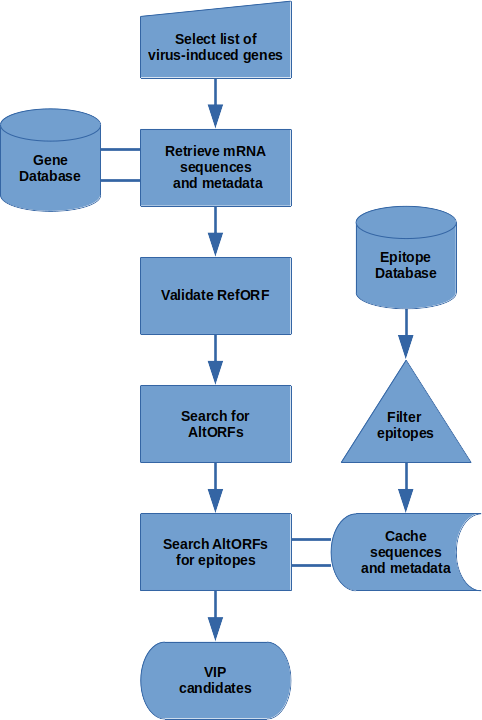 Select list of
virus-induced genes
Gene
Database
Retrieve mRNA
sequences
and metadata
Validate RefORF
Epitope
Database
Search for
AltORFs
Filter
epitopes
Search AltORFs
for epitopes
Cache
sequences
and metadata
VIP
candidates